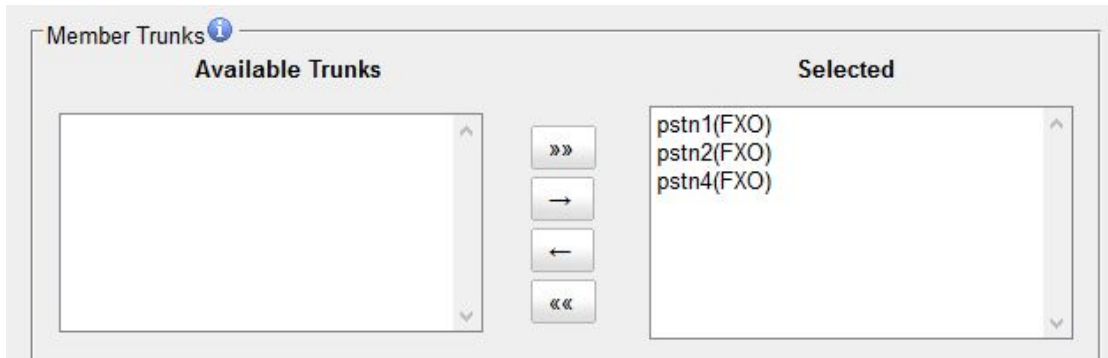 Member Trunks
Available Trunks
Selected
pstn1(FXO)
pstn2(FXO)
pstn4(FXO)
»»
→
←
««